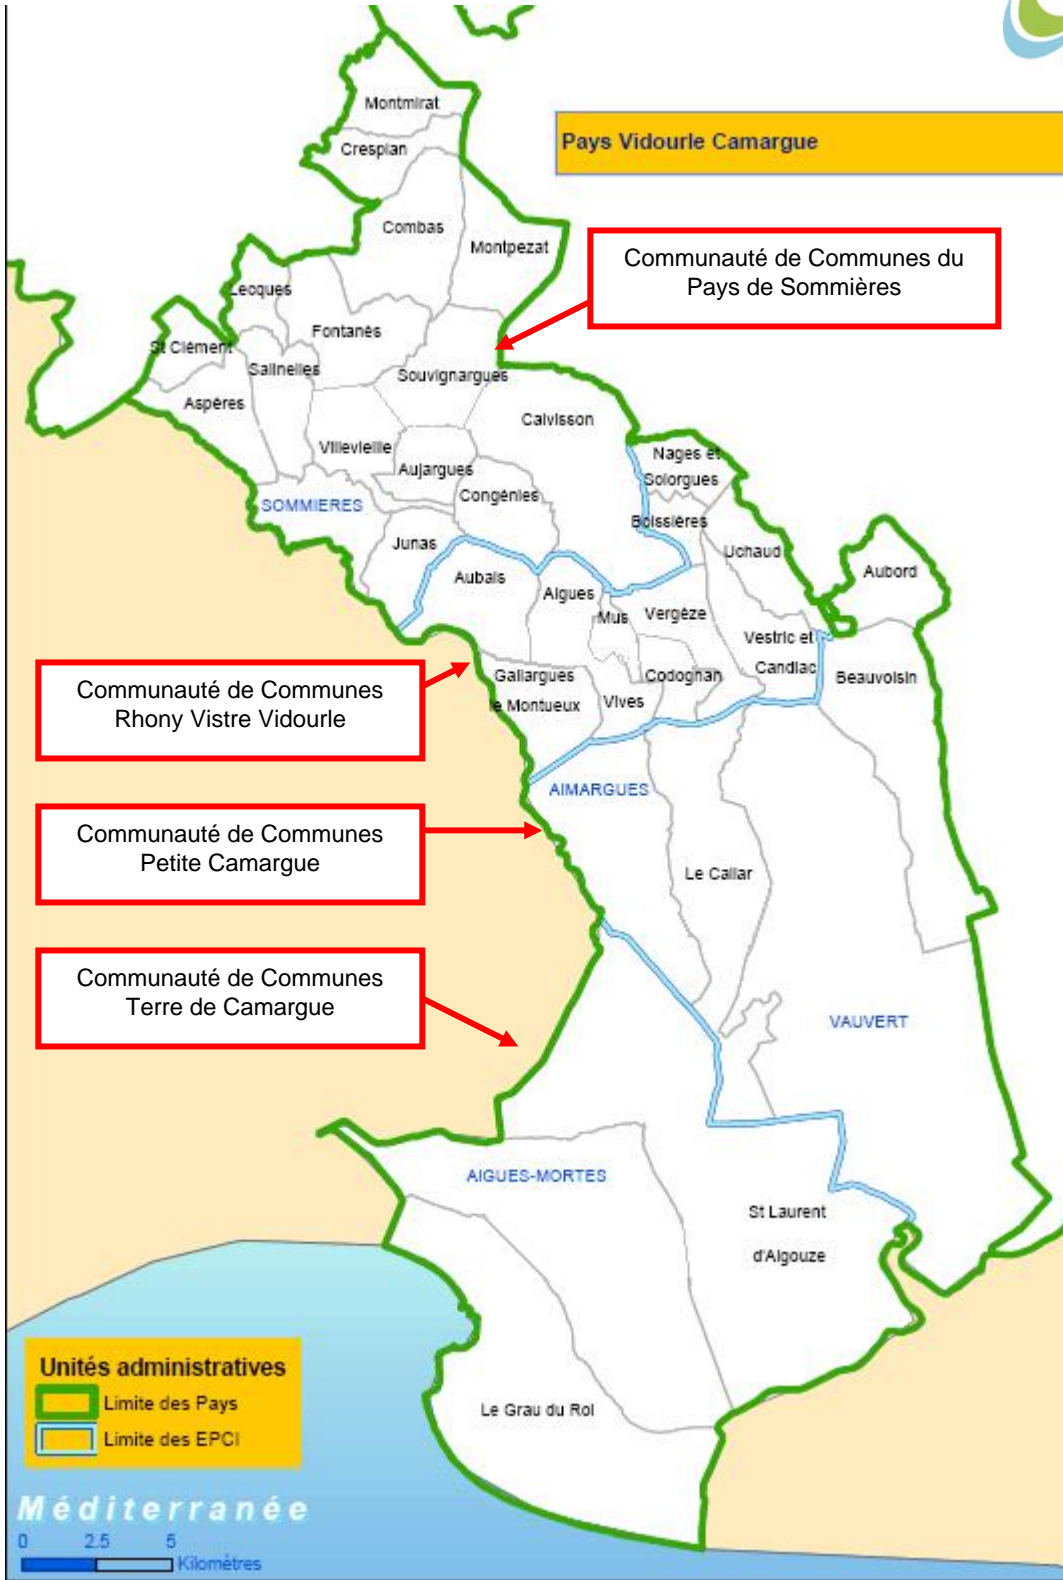 Montmirat
Pays Vidourle Camargue
Crespian
Combas
Montpezat
Communauté de Communes du
Pays de Sommières
Lecques
Fontanès
St Clément
Salinelles
Souvignargues
Aspères
Calvisson
Villevieille
Nages et
Solorgues
Aujargues
Congénies
SOMMIERES
Boissières
Junas
Uchaud
Aubord
Aubais
Aigues
Mus
Vergèze
Vestric et
Candiac
Beauvoisin
Gallargues
le Montueux
Codognan
Vives
Communauté de Communes
Rhony Vistre Vidourle
AIMARGUES
Communauté de Communes
Petite Camargue
Le Cailar
Communauté de Communes
Terre de Camargue
VAUVERT
AIGUES-MORTES
St Laurent
d'Aigouze
Unités administratives
Limite des Pays
Limite des EPCI
Le Grau du Roi
Méditerranée
0 2.5 5
Kilomètres